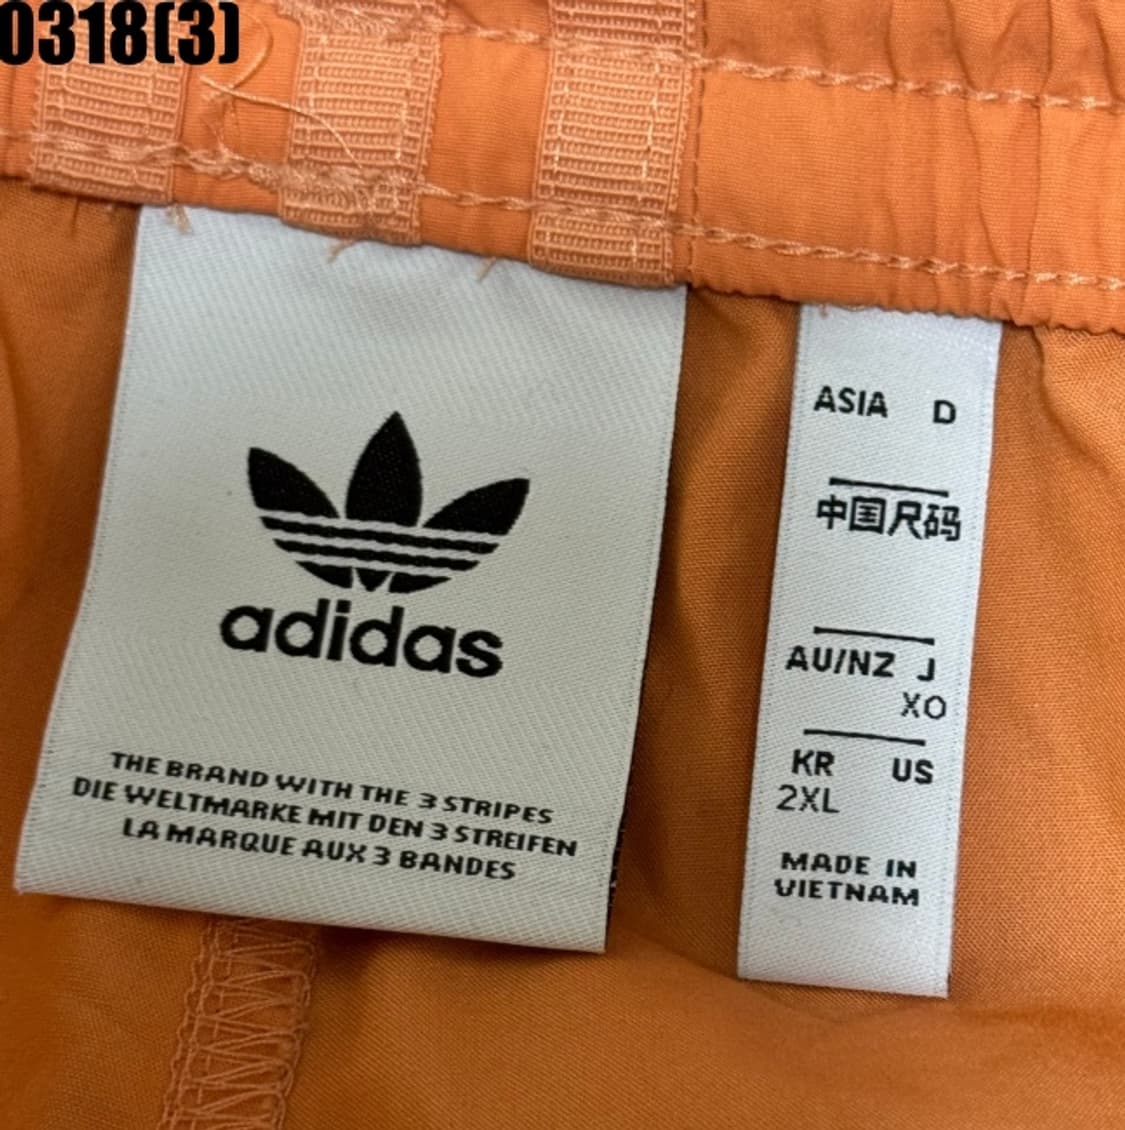 0318(3)
adidas
THE BRAND WITH THE 3 STRIPES
DIE WELTMARKE MIT DEN 3 STREIFEN
LA MARQUE AUX 3 BANDES
ASIA D
中国尺码
AU/NZ J
XO
KR US
2XL
MADE IN
VIETNAM